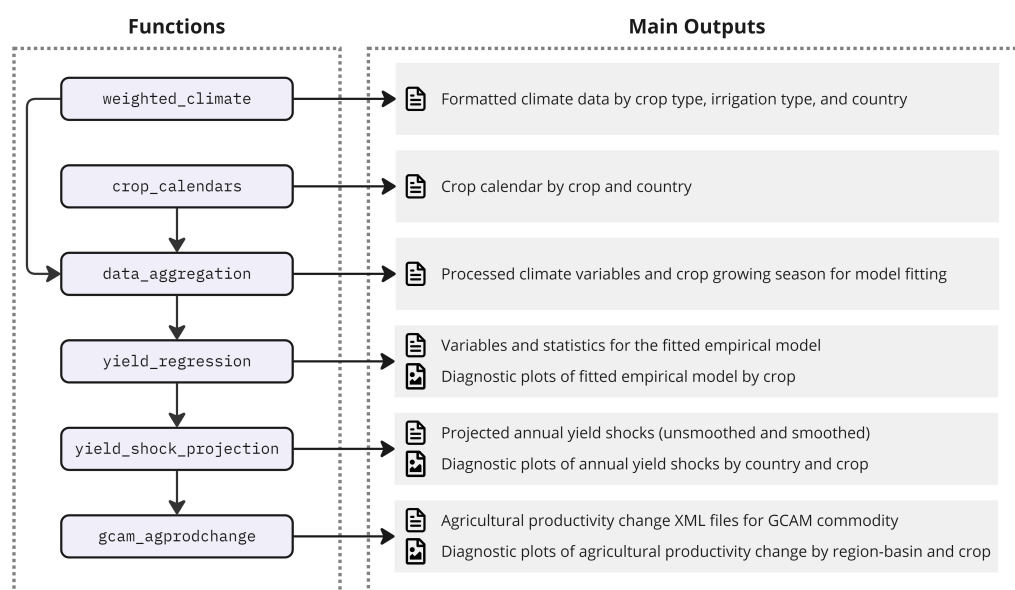 Functions
Main Outputs
weighted_climate
Formatted climate data by crop type, irrigation type, and country
crop_calendars
Crop calendar by crop and country
data_aggregation
Processed climate variables and crop growing season for model fitting
yield_regression
Variables and statistics for the fitted empirical model
Diagnostic plots of fitted empirical model by crop
yield_shock_projection
Projected annual yield shocks (unsmoothed and smoothed)
Diagnostic plots of annual yield shocks by country and crop
gcam_agprodchange
Agricultural productivity change XML files for GCAM commodity
Diagnostic plots of agricultural productivity change by region-basin and crop